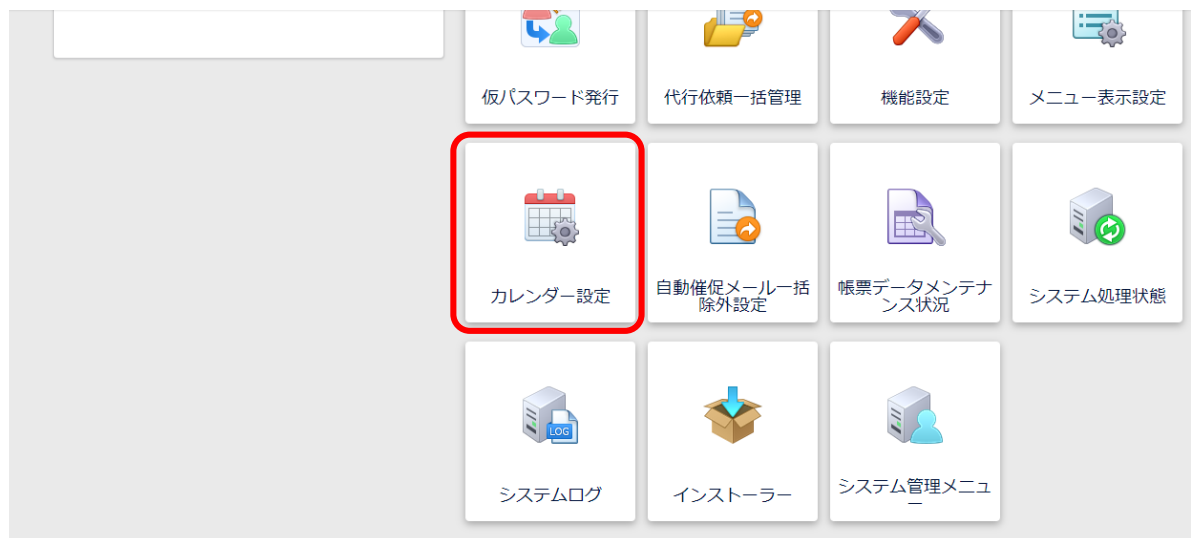 仮パスワード発行
代行依頼一括管理
機能設定
メニュー表示設定
カレンダー設定
自動催促メール一括
除外設定
帳票データメンテナ
ンス状況
システム処理状態
LOG
システムログ
インストーラー
システム管理メニュ
ー